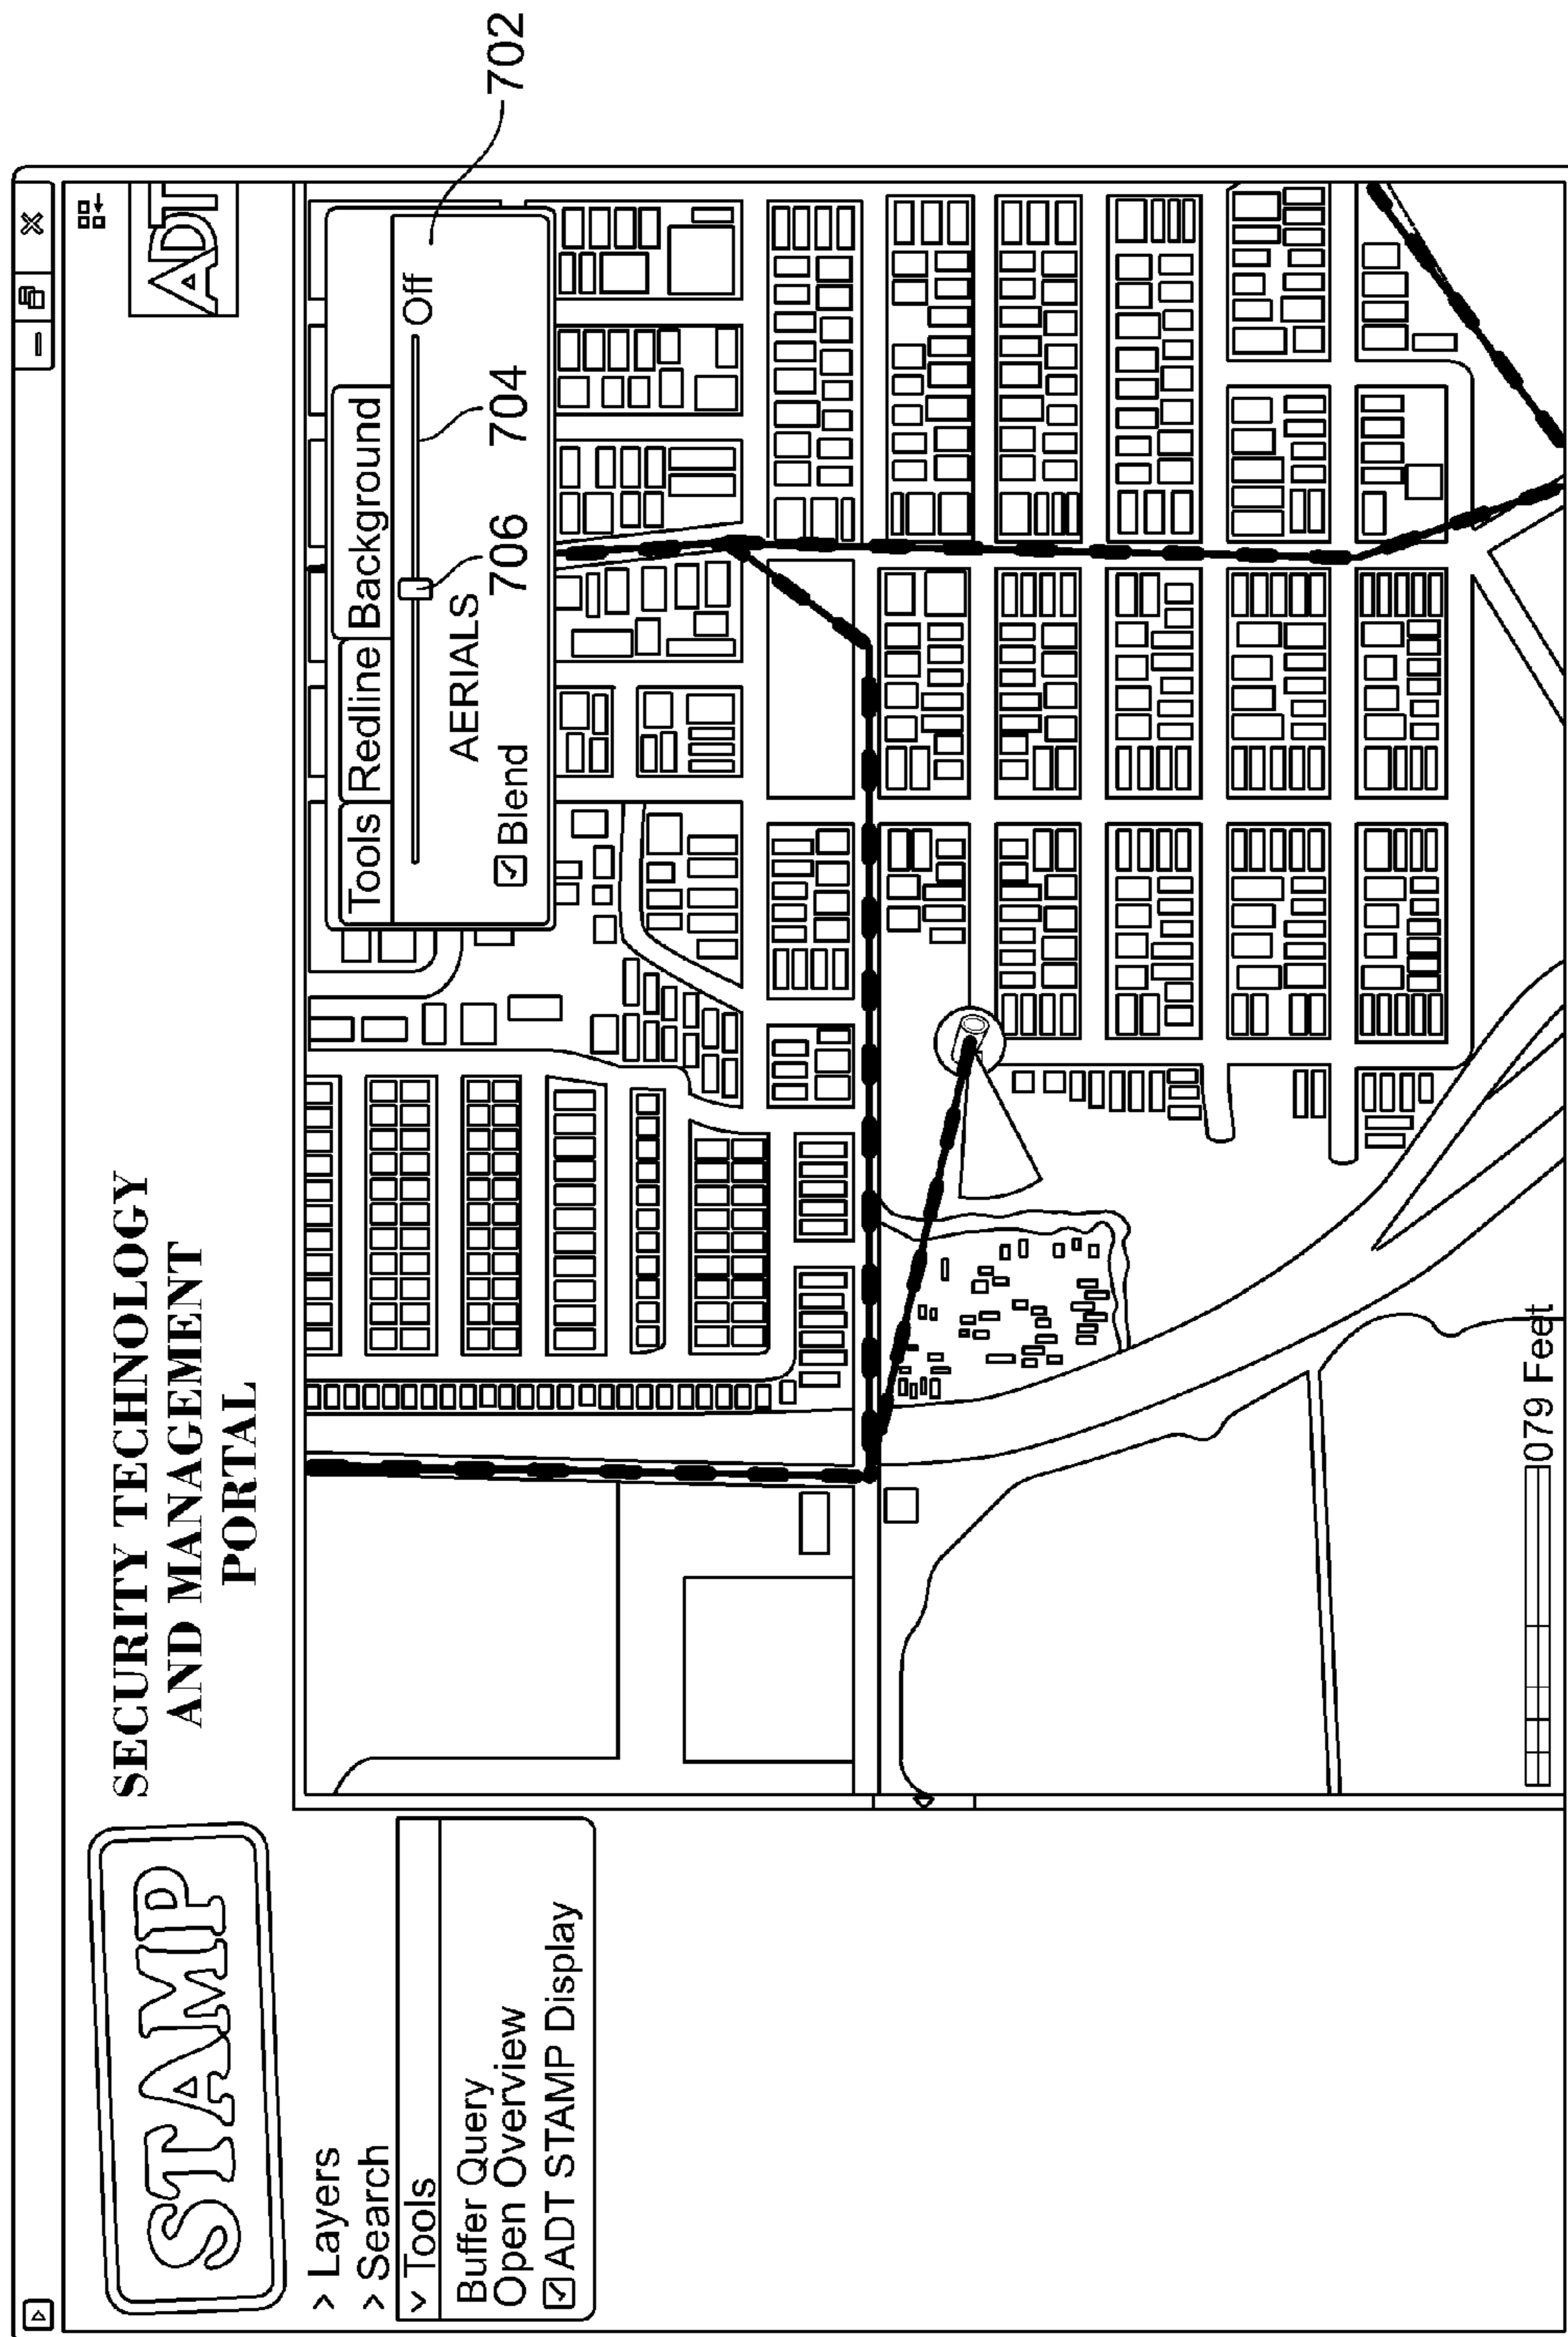 STAMP
SECURITY TECHNOLOGY
AND MANAGEMENT
PORTAL
ADT
> Layers
> Search
v Tools
Buffer Query
Open Overview
☑ ADT STAMP Display
Tools Redline Background
Off
AERIALS
☑ Blend
706
704
702
079 Feet